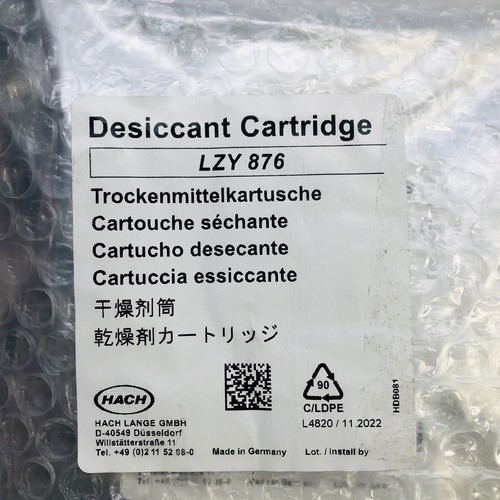 Desiccant Cartridge
LZY 876
Trockenmittelkartusche
Cartouche séchante
Cartucho desecante
Cartuccia essiccante
干燥剂筒
乾燥剤カートリッジ
HACH
HACH LANGE GMBH
D-40549 Düsseldorf
Willstätterstraße 11
Tel. +49 (0)2 11 52 88-0
Made in Germany
90
C/LDPE
L4820 / 11.2022
Lot. / Install by
HDB081